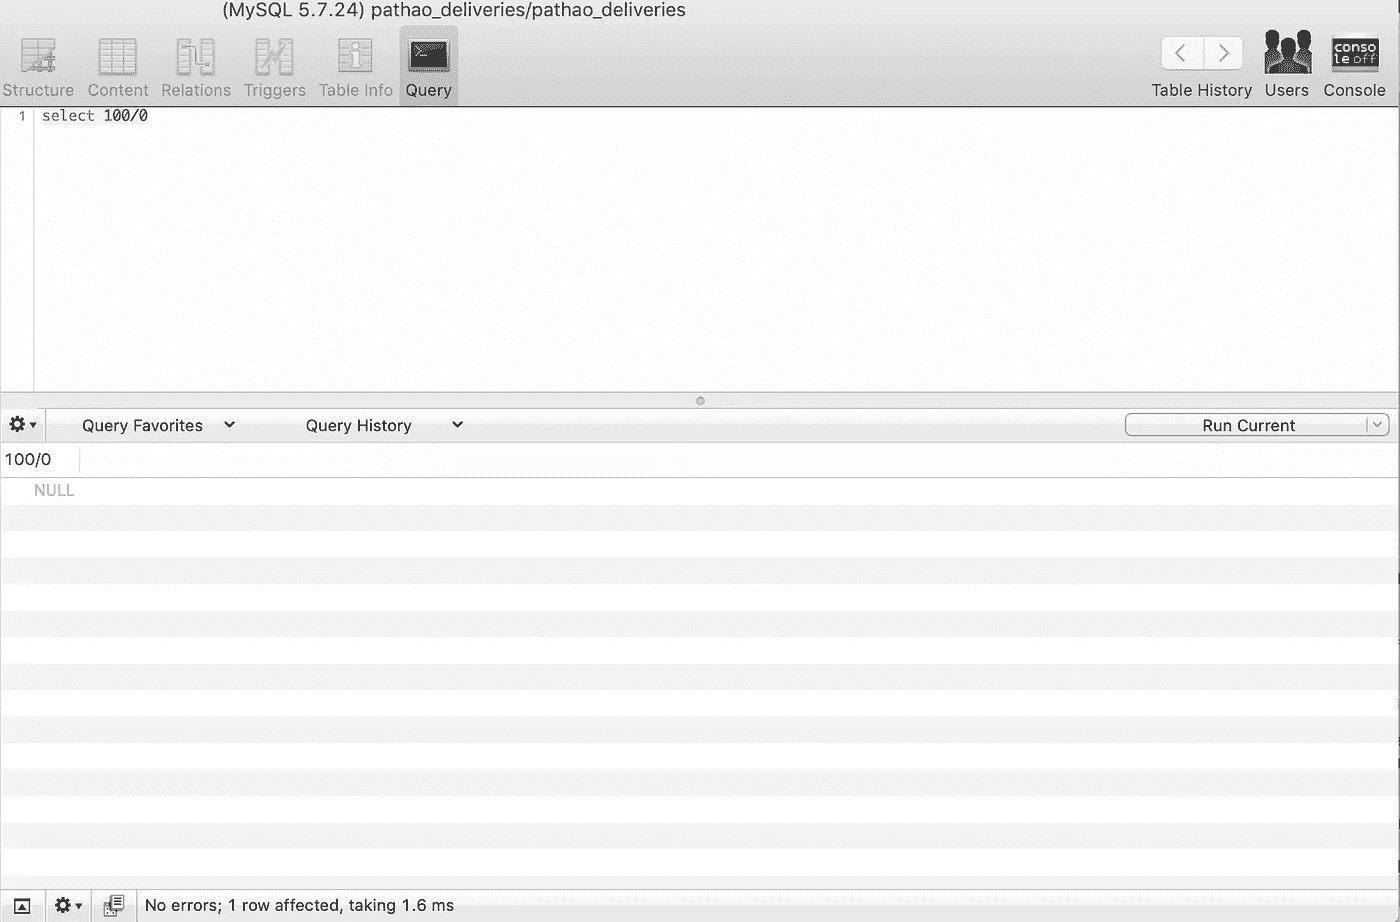 (MySQL 5.7.24) pathao_deliveries/pathao_deliveries
Structure Content Relations Triggers Table Info Query Table History Users Console
conso
le off
1 select 100/0
Query Favorites Query History Run Current
100/0
NULL
No errors; 1 row affected, taking 1.6 ms